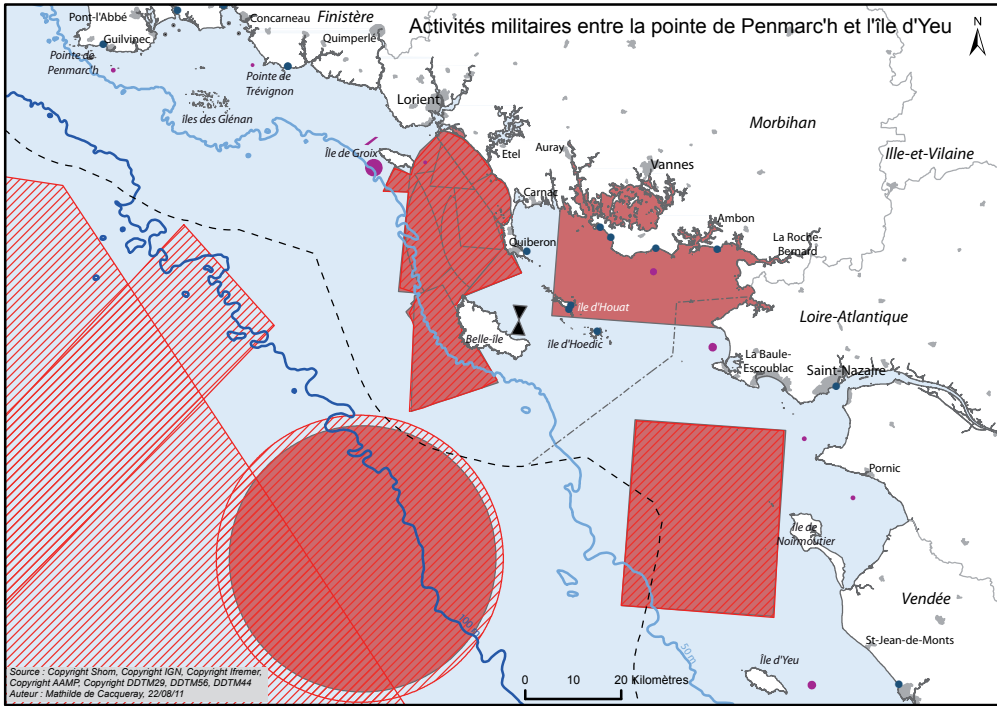 Activités militaires entre la pointe de Penmarc'h et l'île d'Yeu
N
Pont-l'Abbé
Concarneau
Finistère
Guilvinec
Quimperlé
Pointe de
Penmarc'h
Pointe de
Trévignon
îles des Glénan
Lorient
Morbihan
Ille-et-Vilaine
Île de Groix
Etel
Auray
Vannes
Carnac
Ambon
La Roche-
Bernard
Quiberon
île d'Houat
Loire-Atlantique
Belle-île
île d'Hoedic
La Baule-
Escoublac
Saint-Nazaire
Pornic
Île de
Noirmoutier
Vendée
St-Jean-de-Monts
100 m
50 m
Île d'Yeu
0 10 20 Kilomètres
Source : Copyright Shom, Copyright IGN, Copyright Ifremer,
Copyright AAMP, Copyright DDTM29, DDTM56, DDTM44
Auteur : Mathilde de Cacqueray, 22/08/11